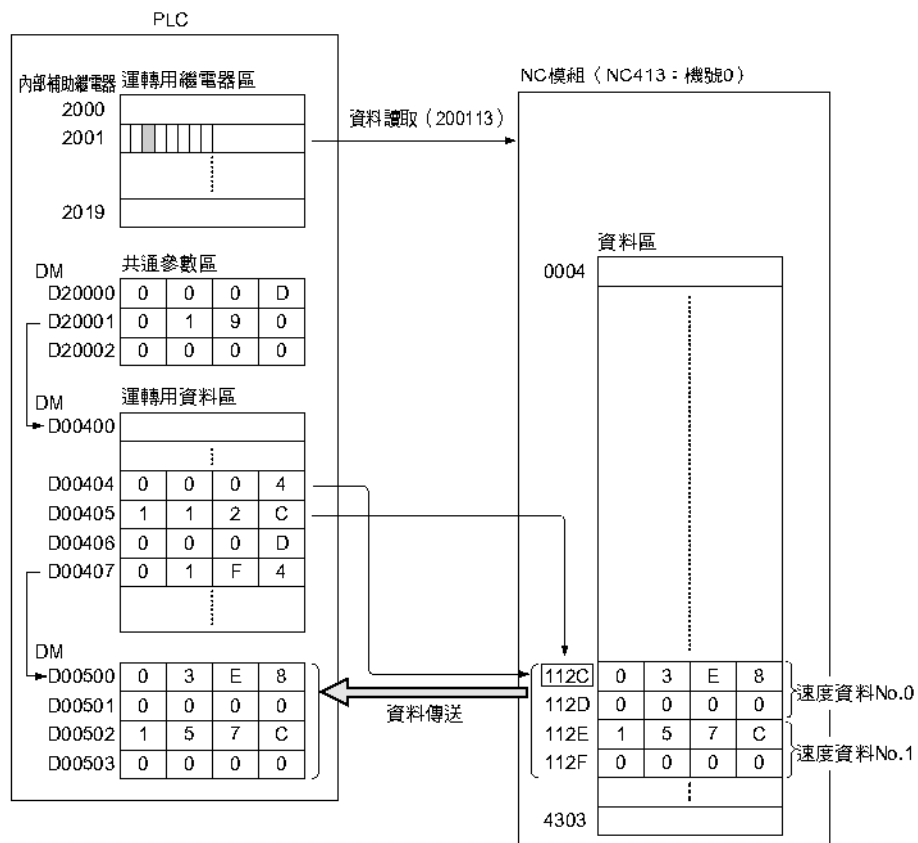 PLC
內部補助繼電器 運轉用繼電器區
2000
2001
2019
資料讀取（200113）
NC模組（NC413：機號0）
DM 共通參數區
D20000 0 0 0 D
D20001 0 1 9 0
D20002 0 0 0 0
DM 運轉用資料區
D00400
D00404 0 0 0 4
D00405 1 1 2 C
D00406 0 0 0 D
D00407 0 1 F 4
DM
D00500 0 3 E 8
D00501 0 0 0 0
D00502 1 5 7 C
D00503 0 0 0 0
資料傳送
資料區
0004
112C 0 3 E 8
112D 0 0 0 0
速度資料No.0
112E 1 5 7 C
112F 0 0 0 0
速度資料No.1
4303